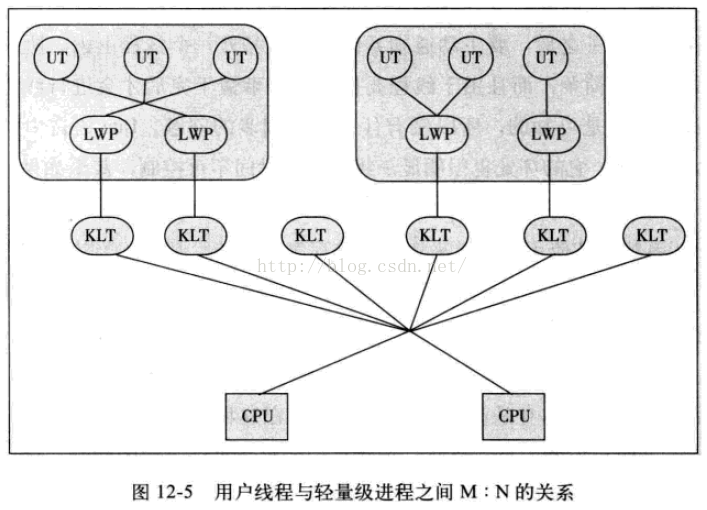 UT UT UT UT UT UT
LWP LWP LWP LWP
KLT KLT KLT KLT KLT KLT
http://blog.csdn.net/
CPU CPU
图 12-5 用户线程与轻量级进程之间 M：N 的关系